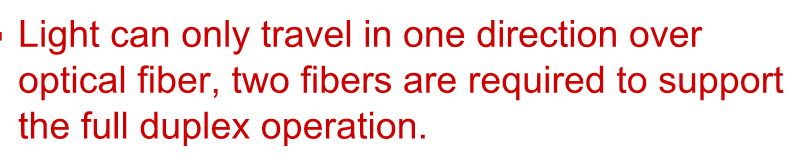 Light can only travel in one direction over
optical fiber, two fibers are required to support
the full duplex operation.